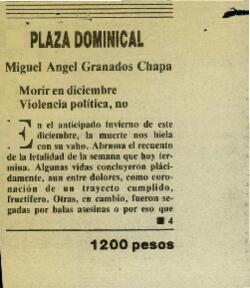 PLAZA DOMINICAL
Miguel Angel Granados Chapa
Morir en diciembre
Violencia política, no
En el anticipado invierno de este
diciembre, la muerte nos hiela
con su vaho. Abruma el recuento
de la letalidad de la semana que hoy ter-
mina. Algunas vidas concluyeron pláci-
damente, aun entre dolores, como coro-
nación de un trayecto cumplido,
fructífero. Otras, en cambio, fueron se-
gadas por balas asesinas o por eso que
■ 4
1200 pesos